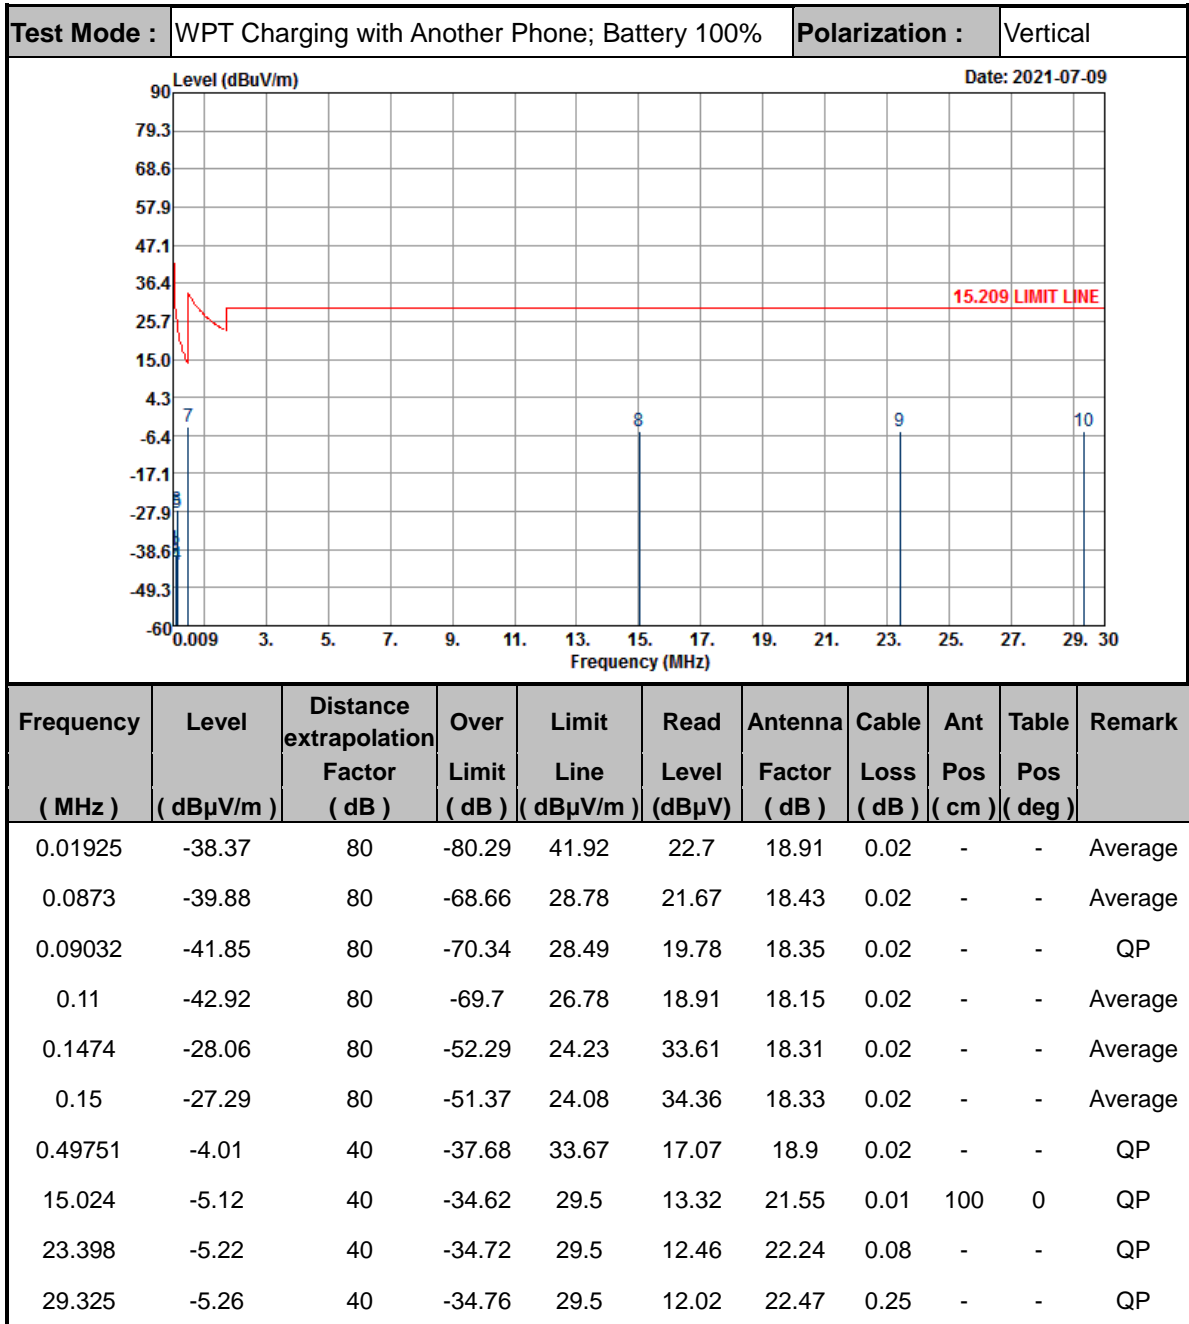 Test Mode : WPT Charging with Another Phone; Battery 100% Polarization : Vertical
Level (dBuV/m) Date: 2021-07-09
90
79.3
68.6
57.9
47.1
36.4
15.209 LIMIT LINE
25.7
15.0
4.3
7 8 9 10
-6.4
-17.1
-27.9
-38.6
-49.3
-60
0.009 3. 5. 7. 9. 11. 13. 15. 17. 19. 21. 23. 25. 27. 29. 30
Frequency (MHz)
Frequency Level Distance extrapolation Over Limit Read Antenna Cable Ant Table Remark
Factor Limit Line Level Factor Loss Pos Pos
( MHz ) ( dBµV/m ) ( dB ) ( dB ) ( dBµV/m ) (dBµV) ( dB ) ( dB ) ( cm ) ( deg )
0.01925 -38.37 80 -80.29 41.92 22.7 18.91 0.02 - - Average
0.0873 -39.88 80 -68.66 28.78 21.67 18.43 0.02 - - Average
0.09032 -41.85 80 -70.34 28.49 19.78 18.35 0.02 - - QP
0.11 -42.92 80 -69.7 26.78 18.91 18.15 0.02 - - Average
0.1474 -28.06 80 -52.29 24.23 33.61 18.31 0.02 - - Average
0.15 -27.29 80 -51.37 24.08 34.36 18.33 0.02 - - Average
0.49751 -4.01 40 -37.68 33.67 17.07 18.9 0.02 - - QP
15.024 -5.12 40 -34.62 29.5 13.32 21.55 0.01 100 0 QP
23.398 -5.22 40 -34.72 29.5 12.46 22.24 0.08 - - QP
29.325 -5.26 40 -34.76 29.5 12.02 22.47 0.25 - - QP